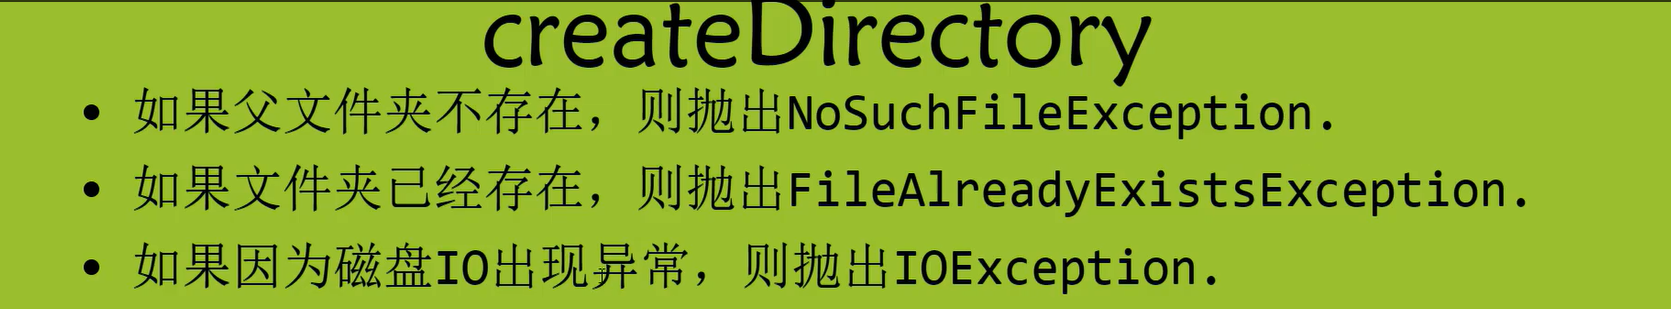 createDirectory
• 如果父文件夹不存在，则抛出NoSuchFileException.
• 如果文件夹已经存在，则抛出FileAlreadyExistsException.
• 如果因为磁盘IO出现异常，则抛出IOException.